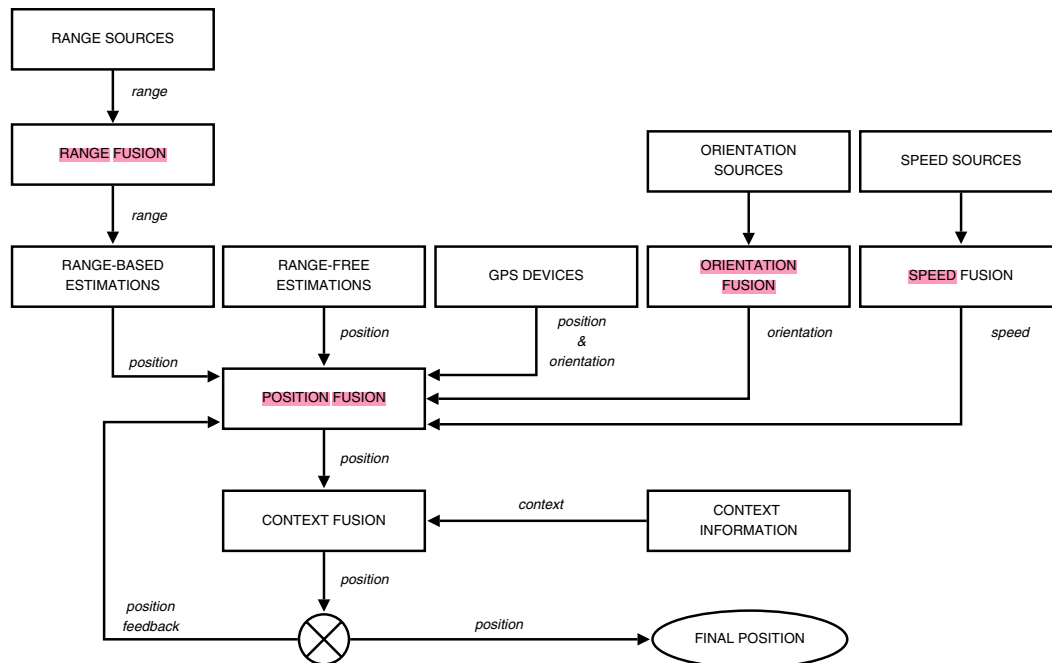 RANGE SOURCES
range
RANGE FUSION
ORIENTATION
SOURCES
SPEED SOURCES
range
RANGE-BASED
ESTIMATIONS
RANGE-FREE
ESTIMATIONS
GPS DEVICES
ORIENTATION
FUSION
SPEED FUSION
position
position
position
&
orientation
orientation
speed
POSITION FUSION
position
CONTEXT FUSION
context
CONTEXT
INFORMATION
position
position
feedback
position
FINAL POSITION